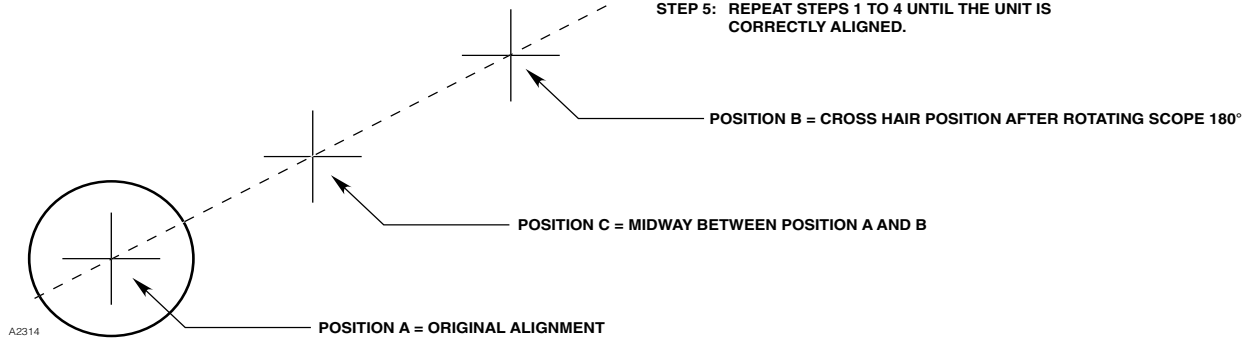 STEP 5: REPEAT STEPS 1 TO 4 UNTIL THE UNIT IS
CORRECTLY ALIGNED.
POSITION B = CROSS HAIR POSITION AFTER ROTATING SCOPE 180°
POSITION C = MIDWAY BETWEEN POSITION A AND B
POSITION A = ORIGINAL ALIGNMENT
A2314